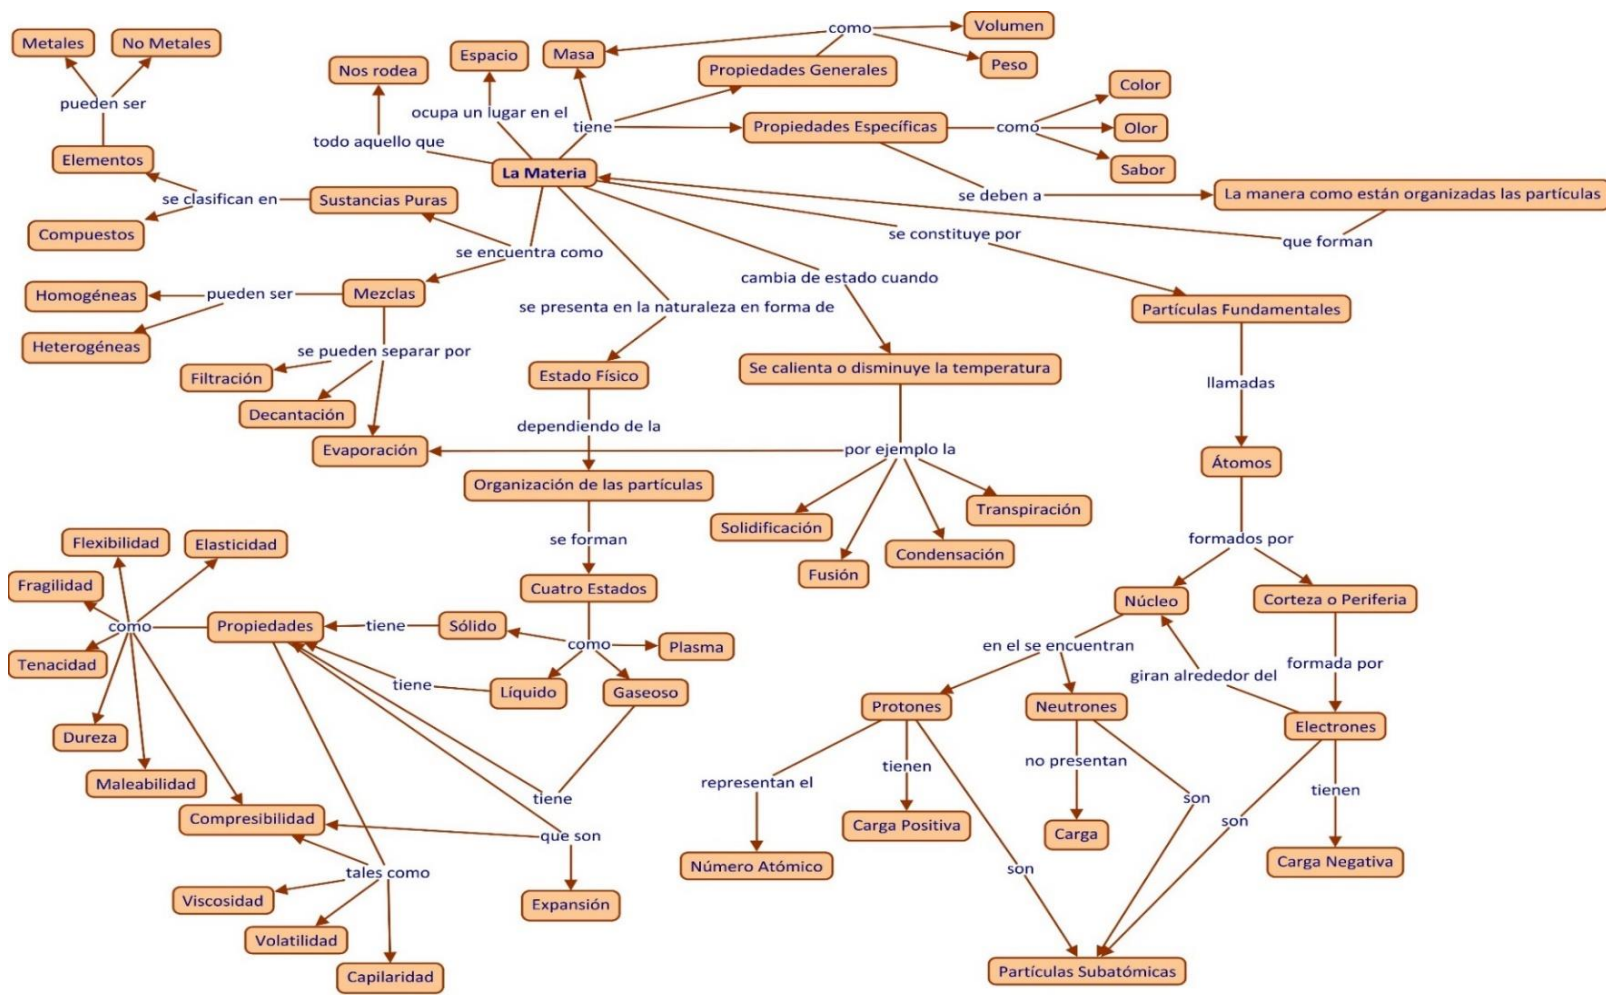 Metales
No Metales
pueden ser
Elementos
Nos rodea
todo aquello que
Espacio
ocupa un lugar en el
Masa
como
Volumen
Peso
Propiedades Generales
tiene
Propiedades Específicas
como
Color
Olor
Sabor
La Materia
se deben a
La manera como están organizadas las partículas
que forman
se clasifican en
Sustancias Puras
Compuestos
se encuentra como
se constituye por
cambia de estado cuando
Homogéneas
pueden ser
Mezclas
se presenta en la naturaleza en forma de
Partículas Fundamentales
Heterogéneas
se pueden separar por
Filtración
Decantación
Evaporación
Estado Físico
Se calienta o disminuye la temperatura
llamadas
dependiendo de la
por ejemplo la
Átomos
Organización de las partículas
Solidificación
Fusión
Condensación
Transpiración
se forman
formados por
Cuatro Estados
Núcleo
Corteza o Periferia
Flexibilidad
Elasticidad
Fragilidad
como
Propiedades
tiene
Sólido
como
Plasma
Tenacidad
tiene
Líquido
Gaseoso
en el se encuentran
giran alrededor del
formada por
Dureza
Maleabilidad
Protones
Neutrones
Electrones
representan el
tienen
no presentan
son
tienen
tiene
Compresibilidad
que son
Carga Positiva
Carga
son
Carga Negativa
Número Atómico
son
tales como
Viscosidad
Volatilidad
Capilaridad
Expansión
Partículas Subatómicas